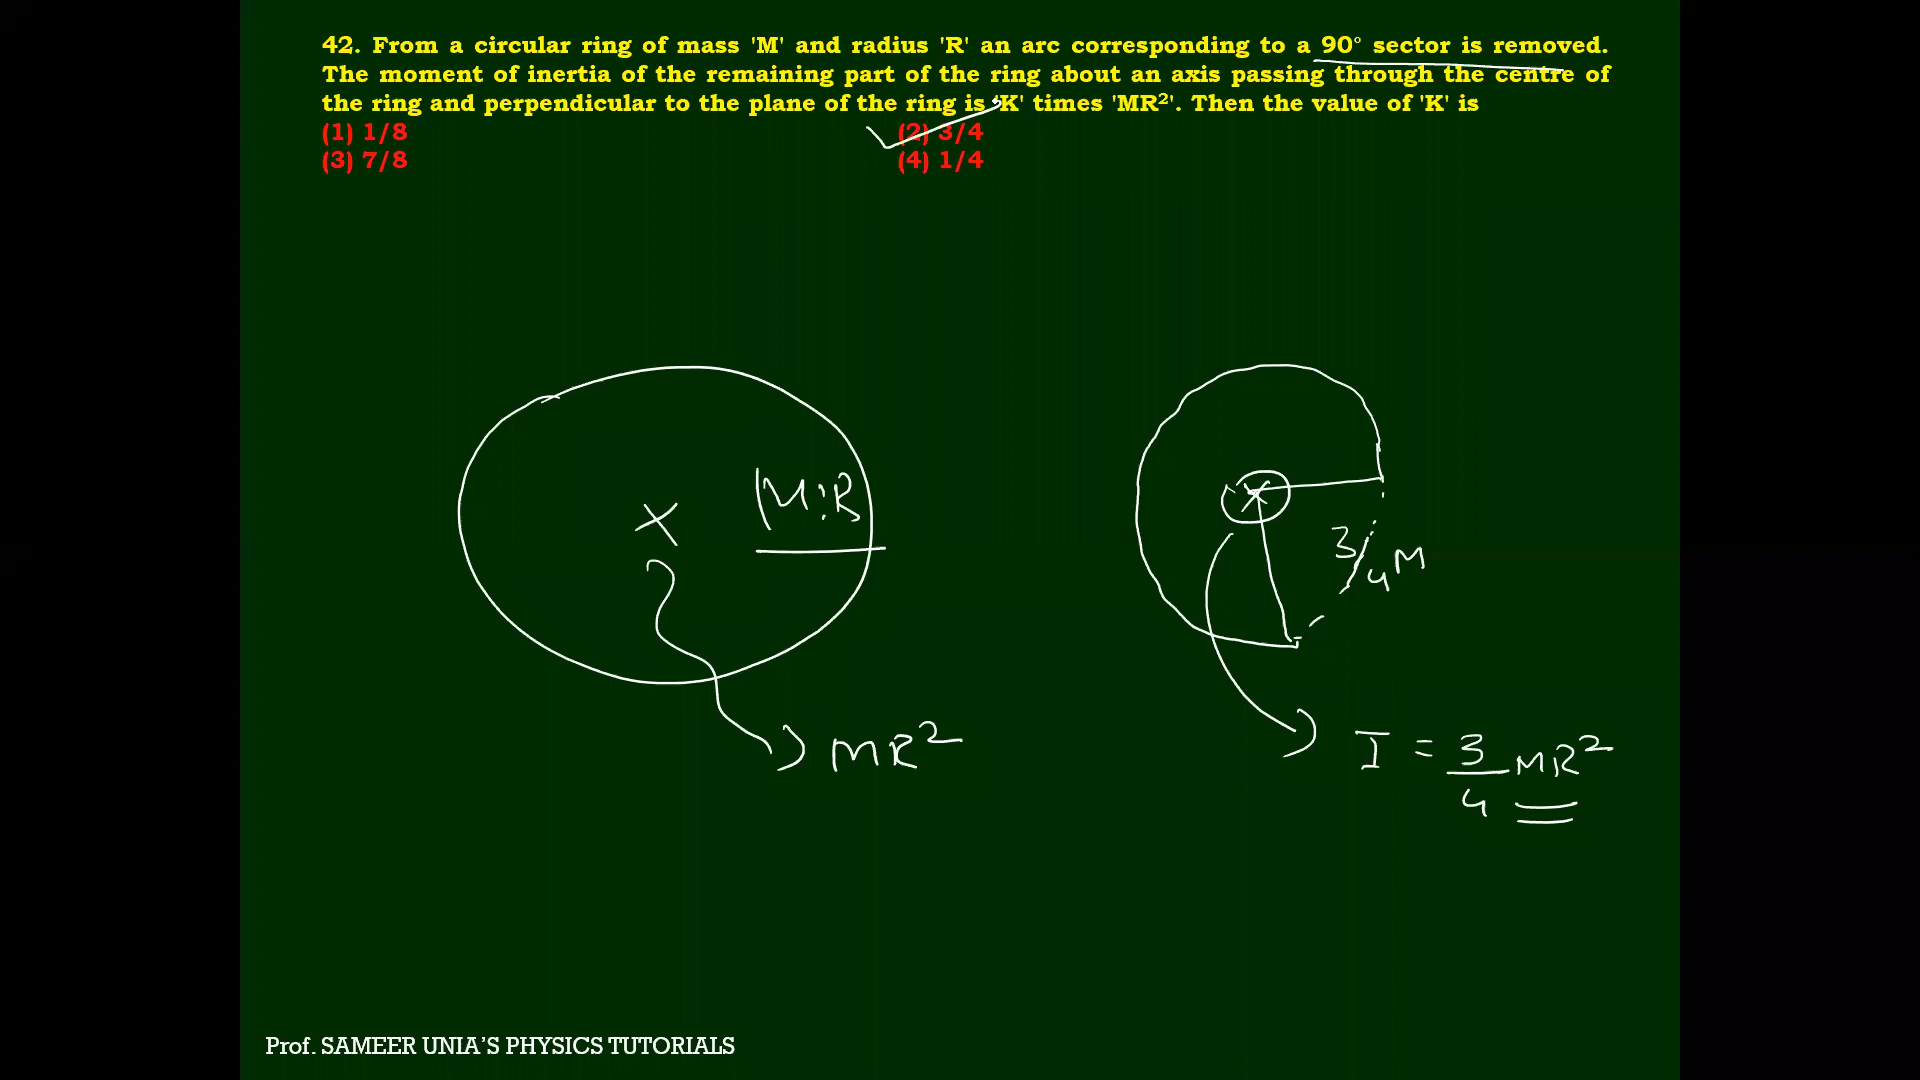 42. From a circular ring of mass 'M' and radius 'R' an arc corresponding to a 90° sector is removed.
The moment of inertia of the remaining part of the ring about an axis passing through the centre of
the ring and perpendicular to the plane of the ring is 'K' times 'MR²'. Then the value of 'K' is
(1) 1/8 (2) 3/4
(3) 7/8 (4) 1/4
M;R
3/4 M
MR²
I = 3/4 MR²
Prof. SAMEER UNIA'S PHYSICS TUTORIALS